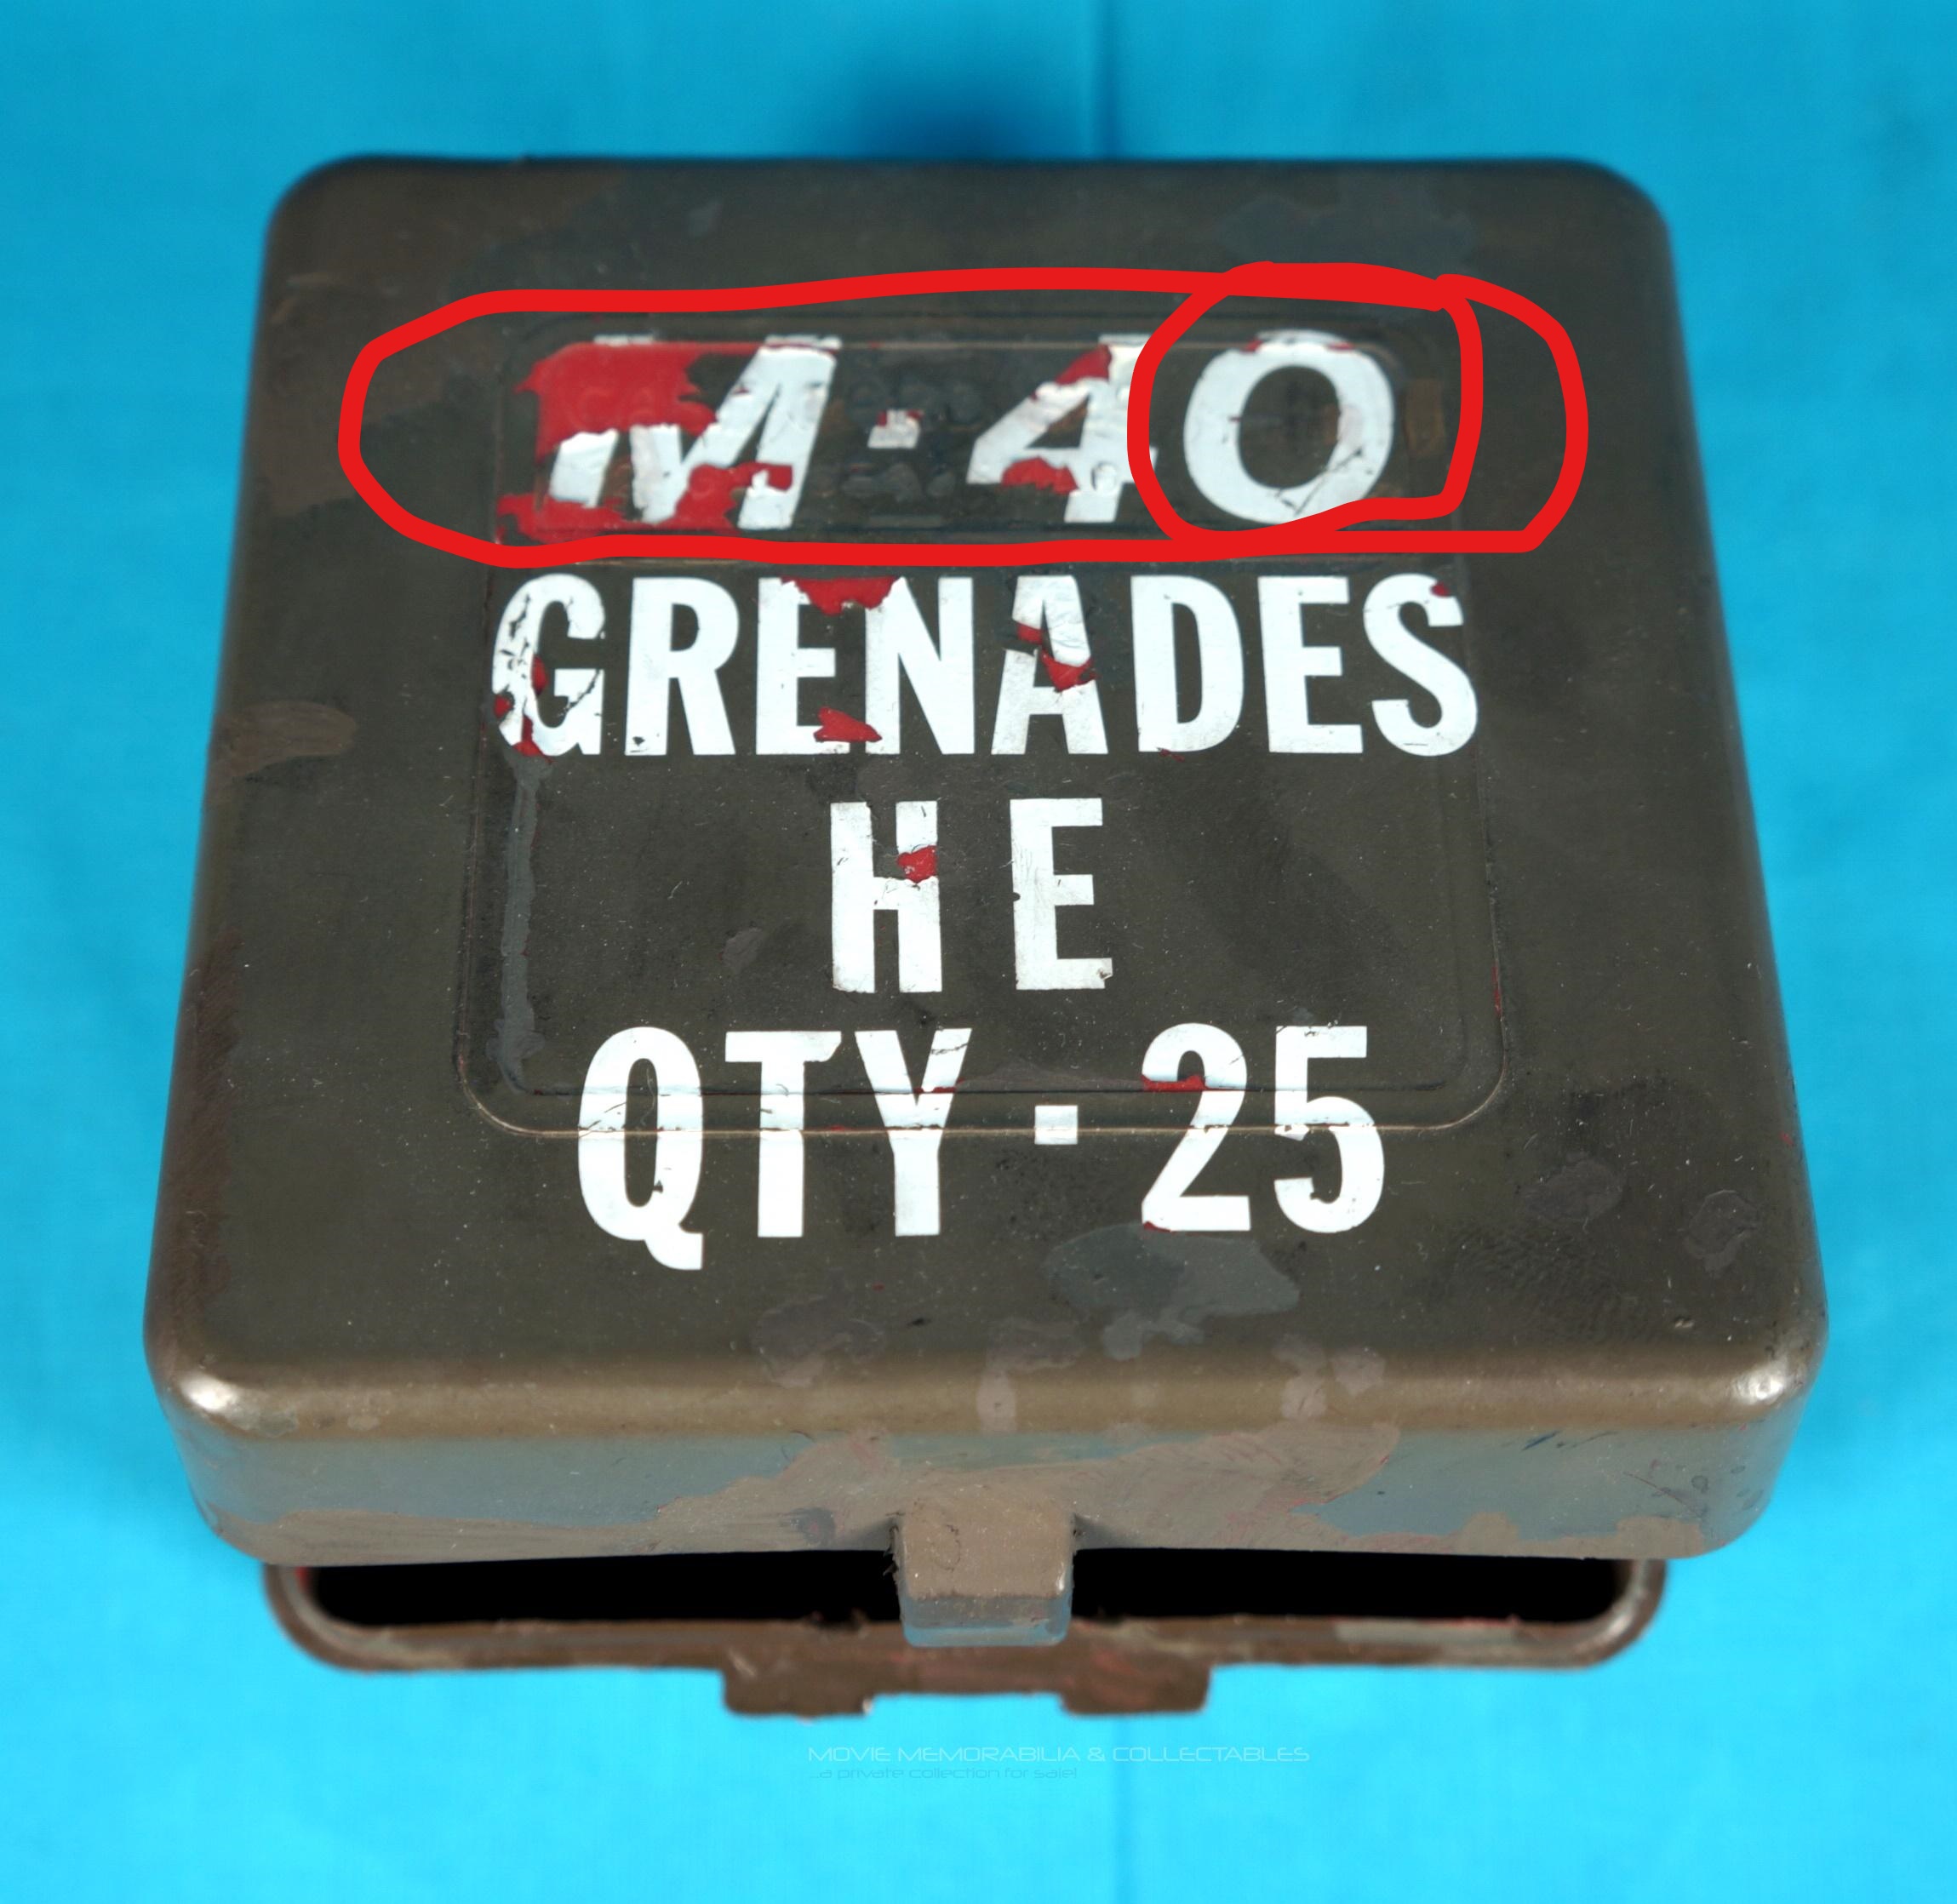 M·40
GRENADES
HE
QTY·25
MOVIE MEMORABILIA & COLLECTABLES
...a private collection for sale!